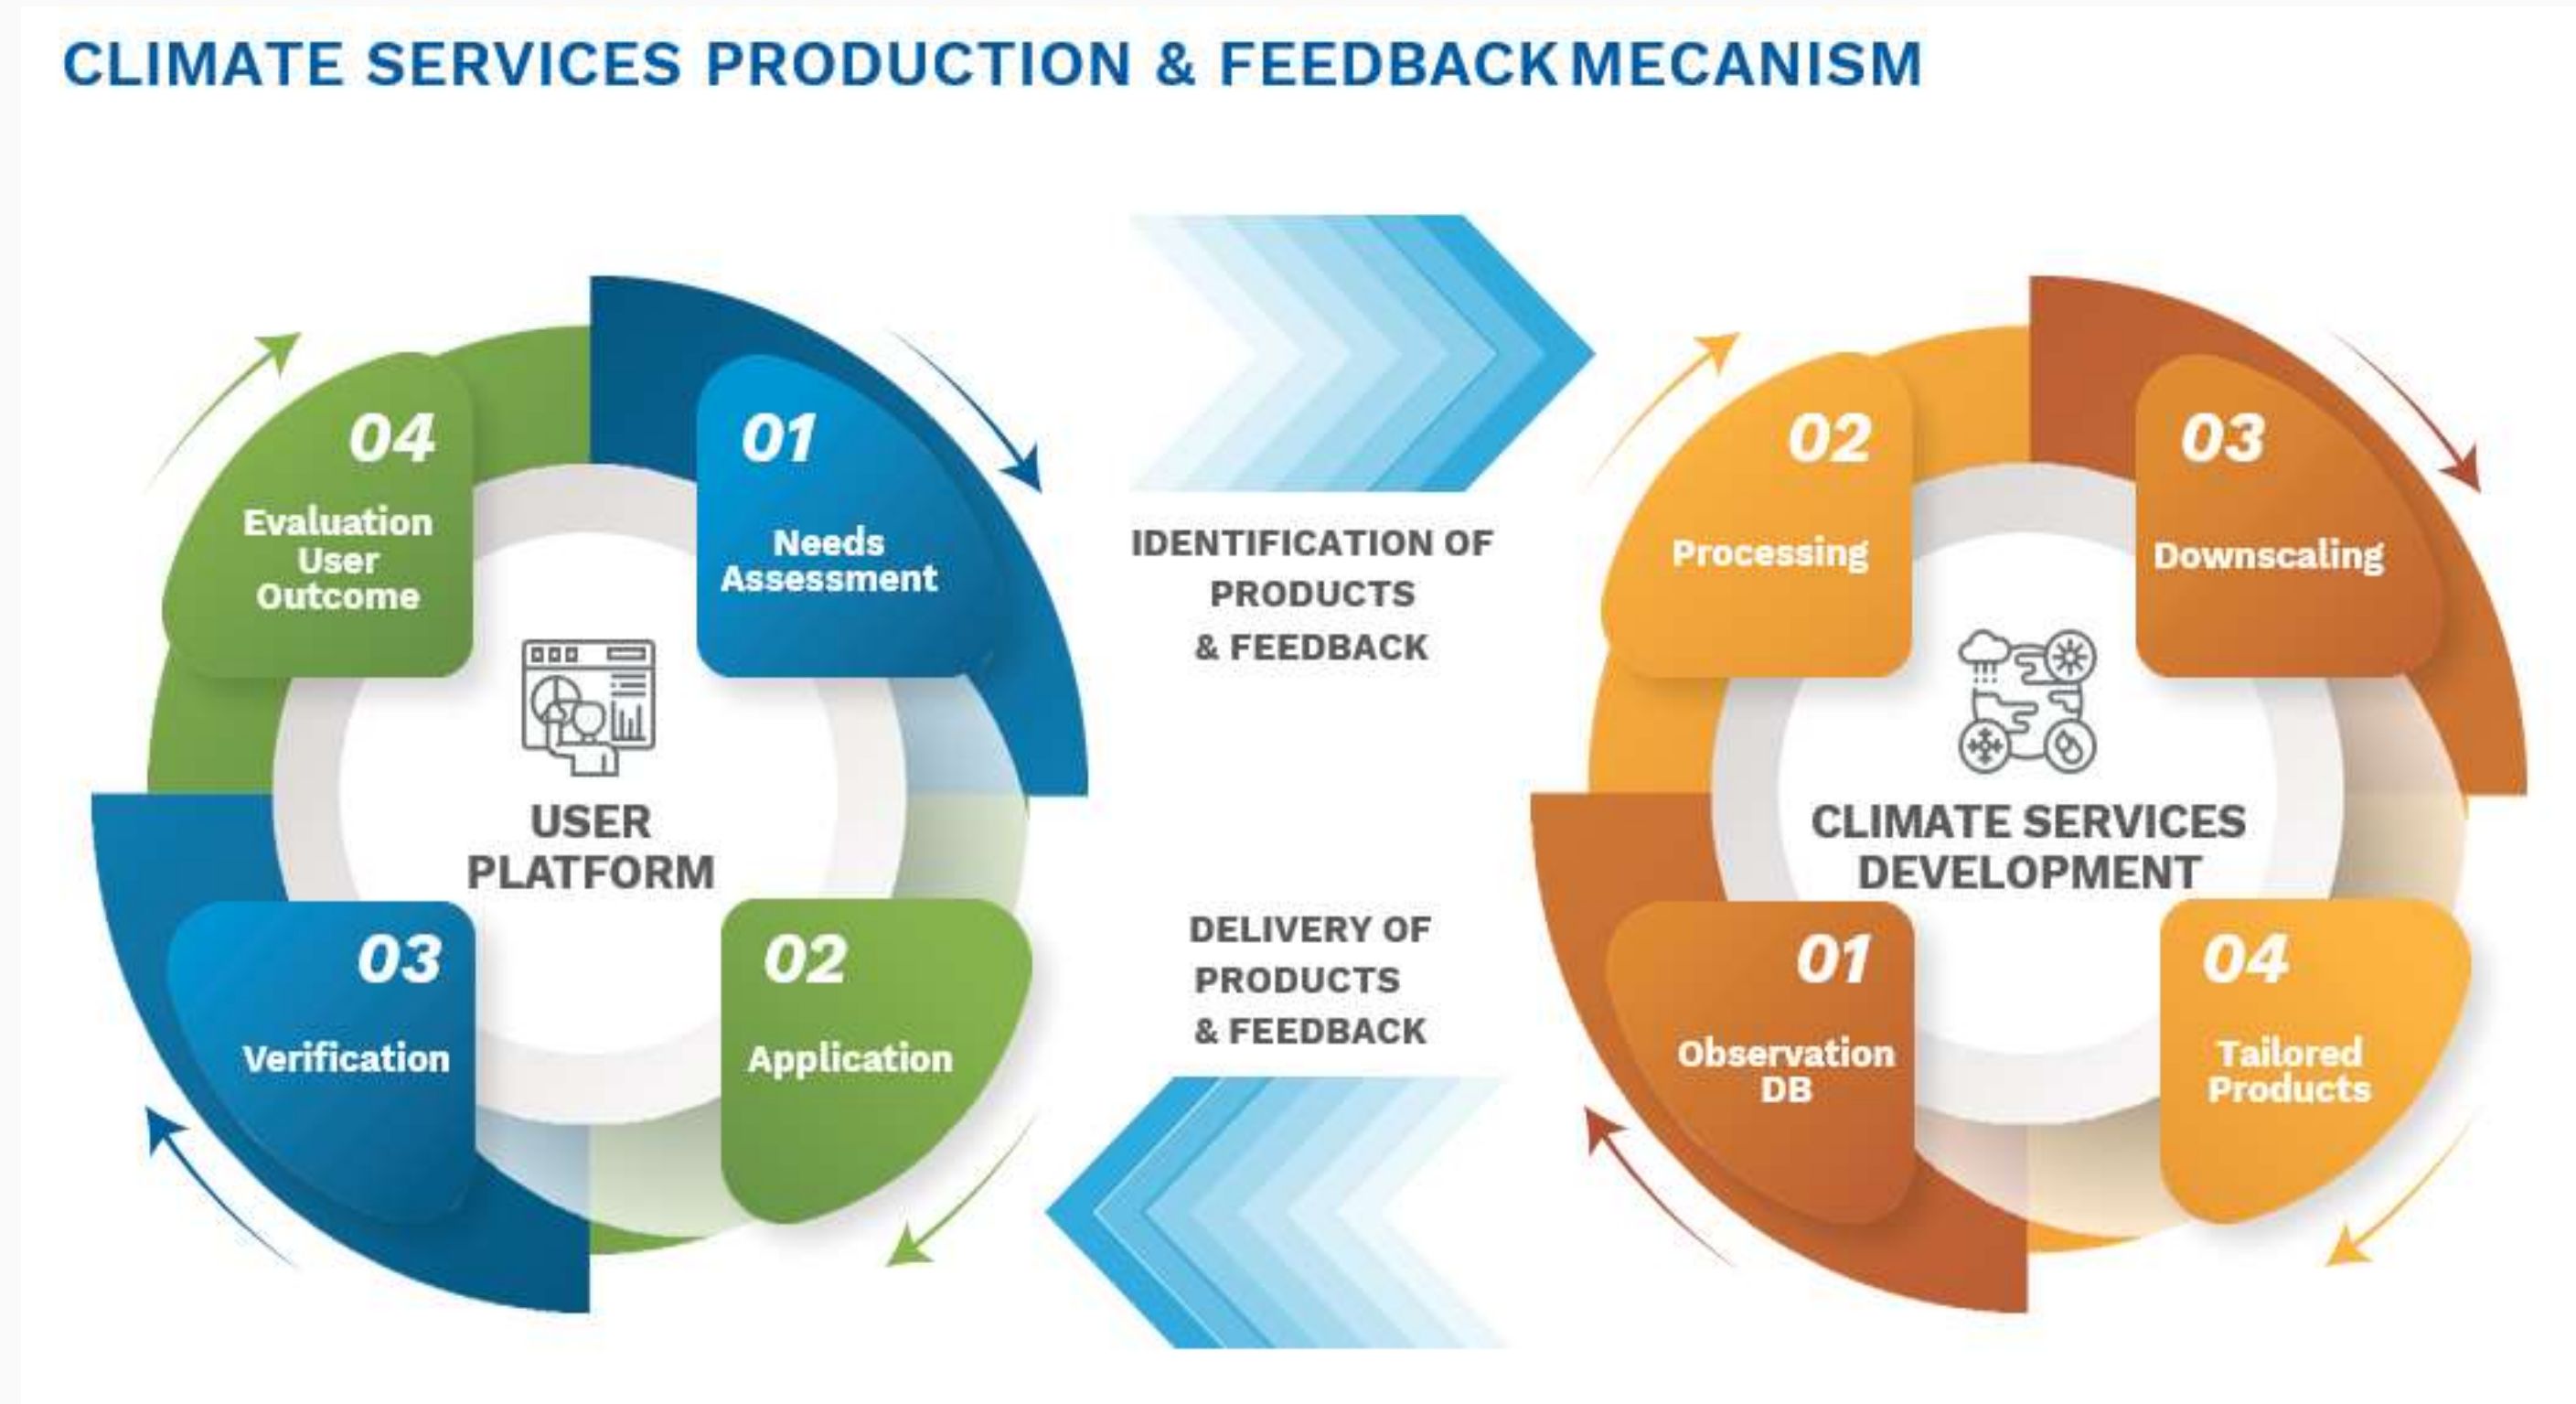 CLIMATE SERVICES PRODUCTION & FEEDBACK MECANISM
04
Evaluation
User
Outcome
01
Needs
Assessment
USER
PLATFORM
03
Verification
02
Application
IDENTIFICATION OF
PRODUCTS
& FEEDBACK
DELIVERY OF
PRODUCTS
& FEEDBACK
02
Processing
03
Downscaling
CLIMATE SERVICES
DEVELOPMENT
01
Observation
DB
04
Tailored
Products